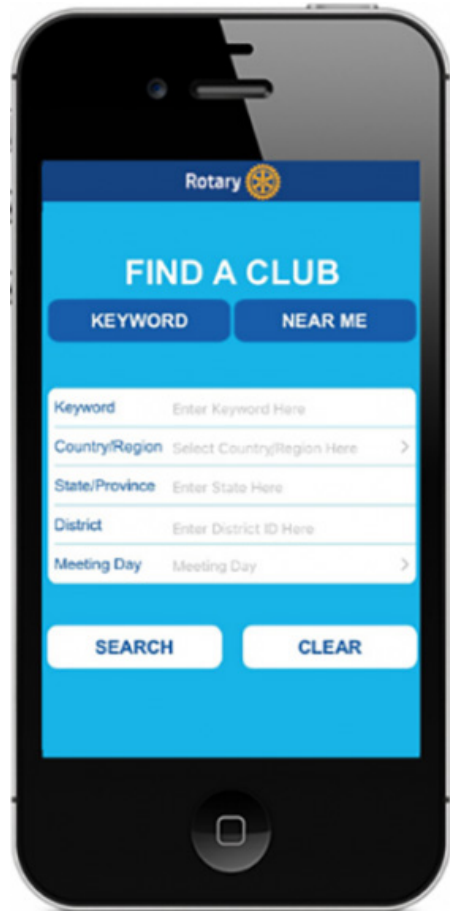 Rotary
FIND A CLUB
KEYWORD NEAR ME
Keyword Enter Keyword Here
Country/Region Select Country/Region Here
State/Province Enter State Here
District Enter District ID Here
Meeting Day Meeting Day
SEARCH CLEAR